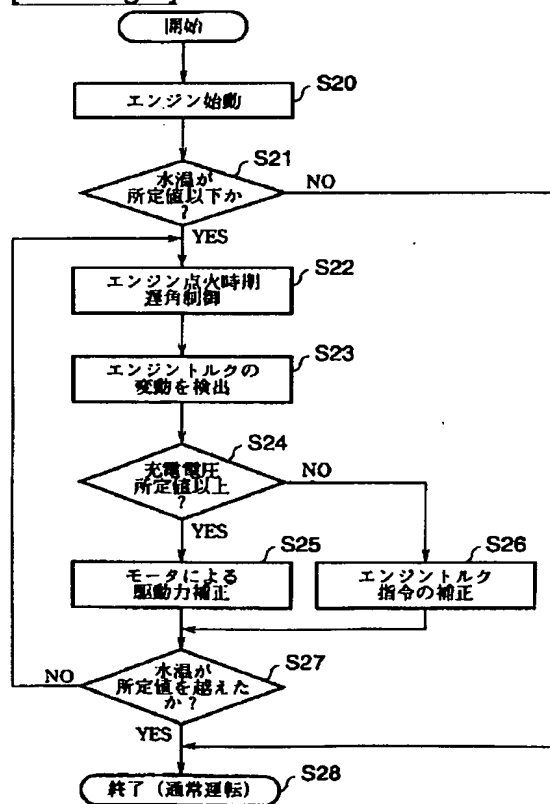 開始
エンジン始動
S20
水温が
所定値以下か
?
S21
NO
YES
エンジン点火時期
遅角制御
S22
エンジントルクの
変動を検出
S23
充電電圧
所定値以上
?
S24
NO
YES
モータによる
駆動力補正
S25
エンジントルク
指令の補正
S26
水温が
所定値を越えた
か?
S27
NO
YES
終了(通常運転)
S28